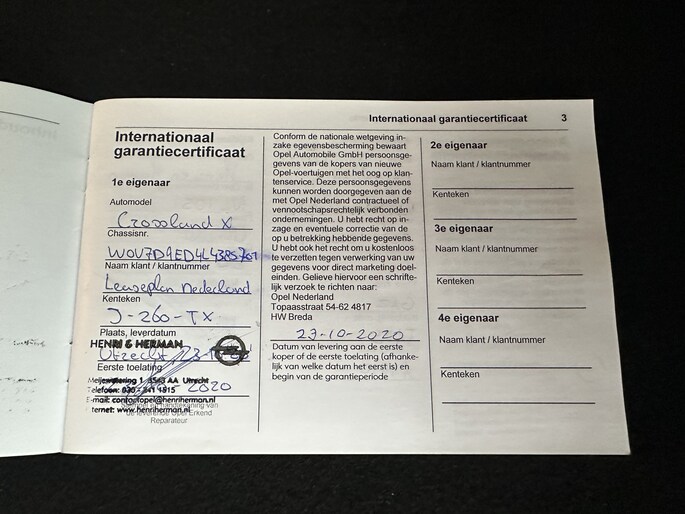 Internationaal garantiecertificaat 3
Internationaal
garantiecertificaat
1e eigenaar
Automodel
Crossland X
Chassisnr.
Naam klant / klantnummer
Leaseplan Nederland
Kenteken
J-260-TX
Plaats, leverdatum
HENRI & HERMAN
Utrecht
Eerste toelating
Utrecht
2020
Telefoon: 030 - 241 1815
E-mail: contactopel@henriherman.nl
Internet: www.henriherman.nl
Reparateur
Conform de nationale wetgeving in-
zake egevensbescherming bewaart
Opel Automobile GmbH persoonsge-
gevens van de kopers van nieuwe
Opel-voertuigen met het oog op klan-
tenservice. Deze persoonsgegevens
kunnen worden doorgegeven aan de
met Opel Nederland contractueel of
vennootschapsrechtelijk verbonden
ondernemingen. U hebt recht op in-
zage en eventuele correctie van de
op u betrekking hebbende gegevens.
U hebt ook het recht om u kostenloos
te verzetten tegen verwerking van uw
gegevens voor direct marketing doel-
einden. Gelieve hiervoor een schrifte-
lijk verzoek te richten naar:
Opel Nederland
Topaasstraat 54-62 4817
HW Breda
23-10-2020
Datum van levering aan de eerste
koper of de eerste toelating (afhanke-
lijk van welke datum het eerst is) en
begin van de garantieperiode
2e eigenaar
Naam klant / klantnummer
Kenteken
3e eigenaar
Naam klant / klantnummer
Kenteken
4e eigenaar
Naam klant / klantnummer
Kenteken